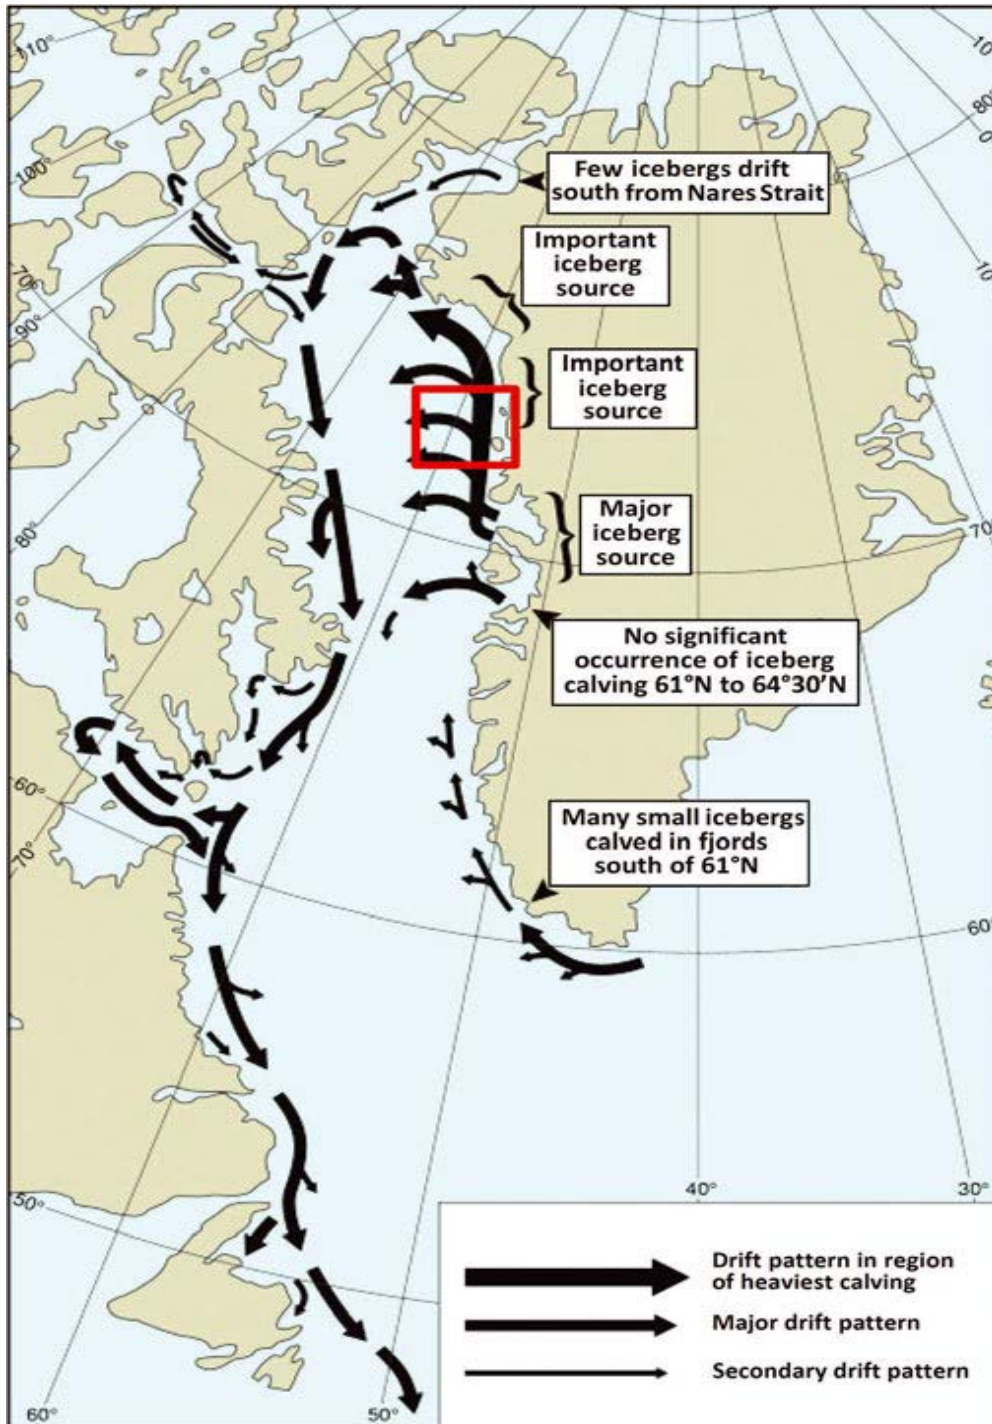 110°
100°
70°
90°
80°
60°
70°
50°
60°
50°
40°
30°
60°
70°
10
0
80°
10
Few icebergs drift
south from Nares Strait
Important
iceberg
source
Important
iceberg
source
Major
iceberg
source
No significant
occurrence of iceberg
calving 61°N to 64°30'N
Many small icebergs
calved in fjords
south of 61°N
Drift pattern in region
of heaviest calving
Major drift pattern
Secondary drift pattern